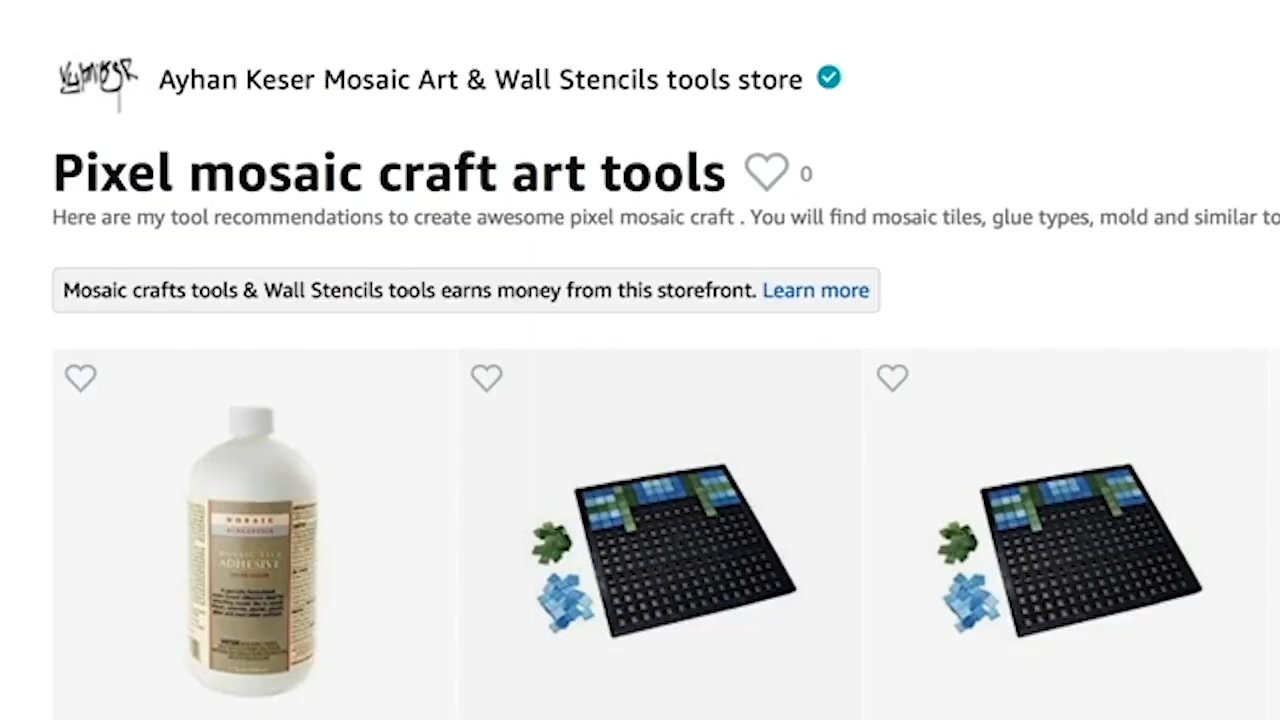 Ayhan Keser Mosaic Art & Wall Stencils tools store
Pixel mosaic craft art tools 0
Here are my tool recommendations to create awesome pixel mosaic craft . You will find mosaic tiles, glue types, mold and similar to
Mosaic crafts tools & Wall Stencils tools earns money from this storefront. Learn more
MOSAIC
MOSAIC TILE
ADHESIVE